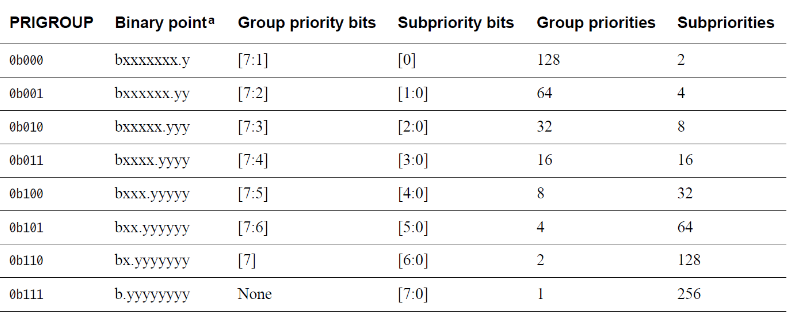 PRIGROUP Binary pointᵃ Group priority bits Subpriority bits Group priorities Subpriorities
0b000 bxxxxxxx.y [7:1] [0] 128 2
0b001 bxxxxxx.yy [7:2] [1:0] 64 4
0b010 bxxxxx.yyy [7:3] [2:0] 32 8
0b011 bxxxx.yyyy [7:4] [3:0] 16 16
0b100 bxxx.yyyyy [7:5] [4:0] 8 32
0b101 bxx.yyyyyy [7:6] [5:0] 4 64
0b110 bx.yyyyyyy [7] [6:0] 2 128
0b111 b.yyyyyyyy None [7:0] 1 256